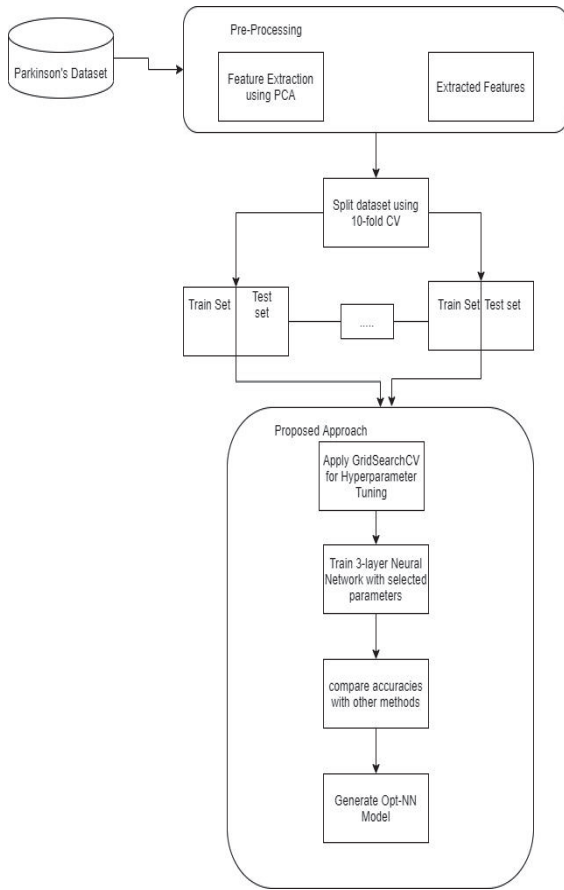 Pre-Processing
Parkinson's Dataset
Feature Extraction
using PCA
Extracted Features
Split dataset using
10-fold CV
Train Set
Test
set
.....
Train Set
Test set
Proposed Approach
Apply GridSearchCV
for Hyperparameter
Tuning
Train 3-layer Neural
Network with selected
parameters
compare accuracies
with other methods
Generate Opt-NN
Model